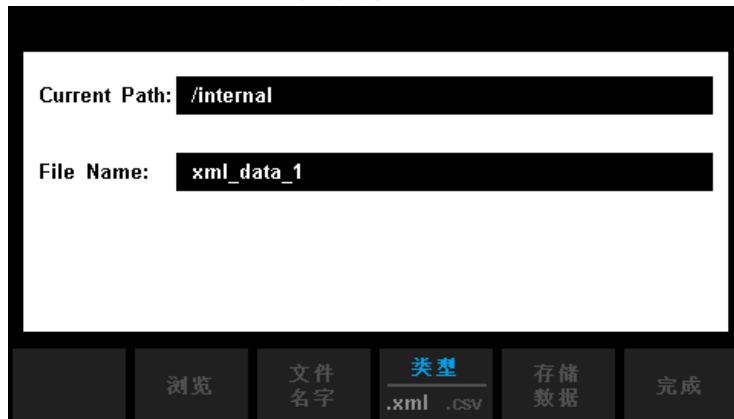 Current Path: /internal
File Name: xml_data_1
浏览
文件
名字
类型
.xml .csv
存储
数据
完成